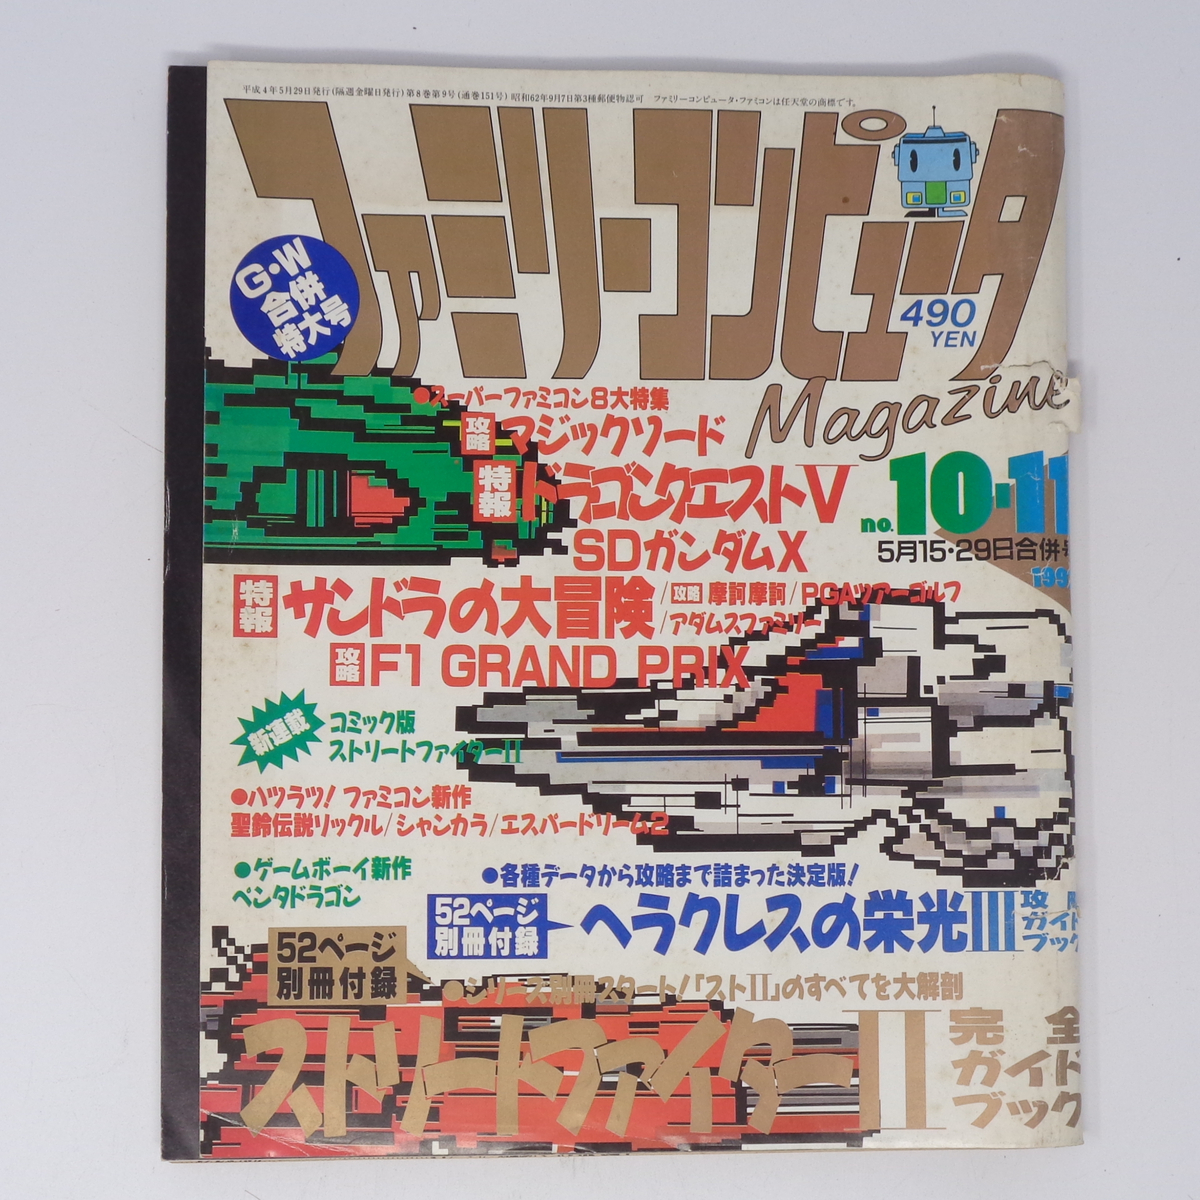 平成4年5月29日発行(隔週金曜日発行)第8巻第9号(通巻151号) 昭和62年9月7日第3種郵便物認可 ファミリーコンピュータ・ファミコンは任天堂の商標です。
ファミリーコンピュータ
Magazine
G・W
合併
特大号
490
YEN
●スーパーファミコン8大特集
攻略 マジックソード
特報 ドラゴンクエストV
SDガンダムX
no.10・11
5月15・29日合併
199
特報 サンドラの大冒険/攻略 摩訶摩訶/PGAツアーゴルフ
/アダムスファミリー
攻略 F1 GRAND PRIX
新連載
コミック版
ストリートファイターII
●ハツラツ! ファミコン新作
聖鈴伝説リックル/シャンカラ/エスパードリーム2
●ゲームボーイ新作
ペンタドラゴン
●各種データから攻略まで詰まった決定版!
52ページ
別冊付録
ヘラクレスの栄光III
攻
ガイド
ブック
52ページ
別冊付録
●シリーズ別冊スタート!「ストII」のすべてを大解剖
ストリートファイターII
完全
ガイド
ブック